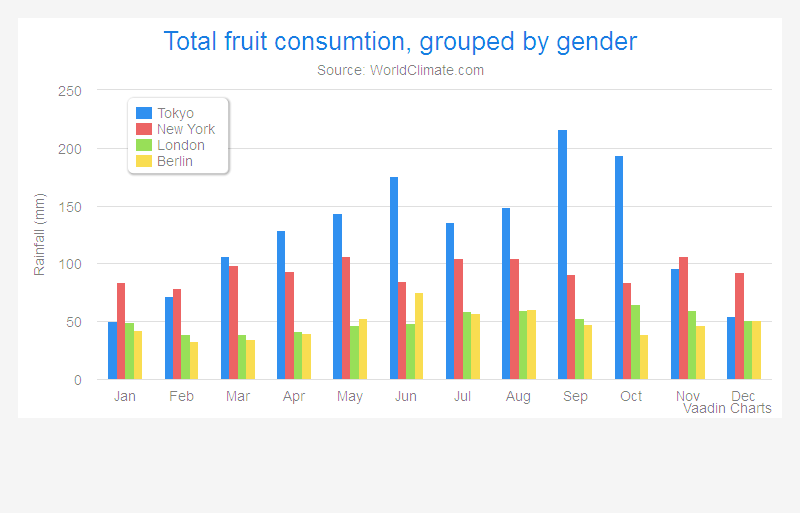 Total fruit consumtion, grouped by gender
Source: WorldClimate.com
250
200
150
100
50
0
Rainfall (mm)
Tokyo
New York
London
Berlin
Jan Feb Mar Apr May Jun Jul Aug Sep Oct Nov Dec
Vaadin Charts